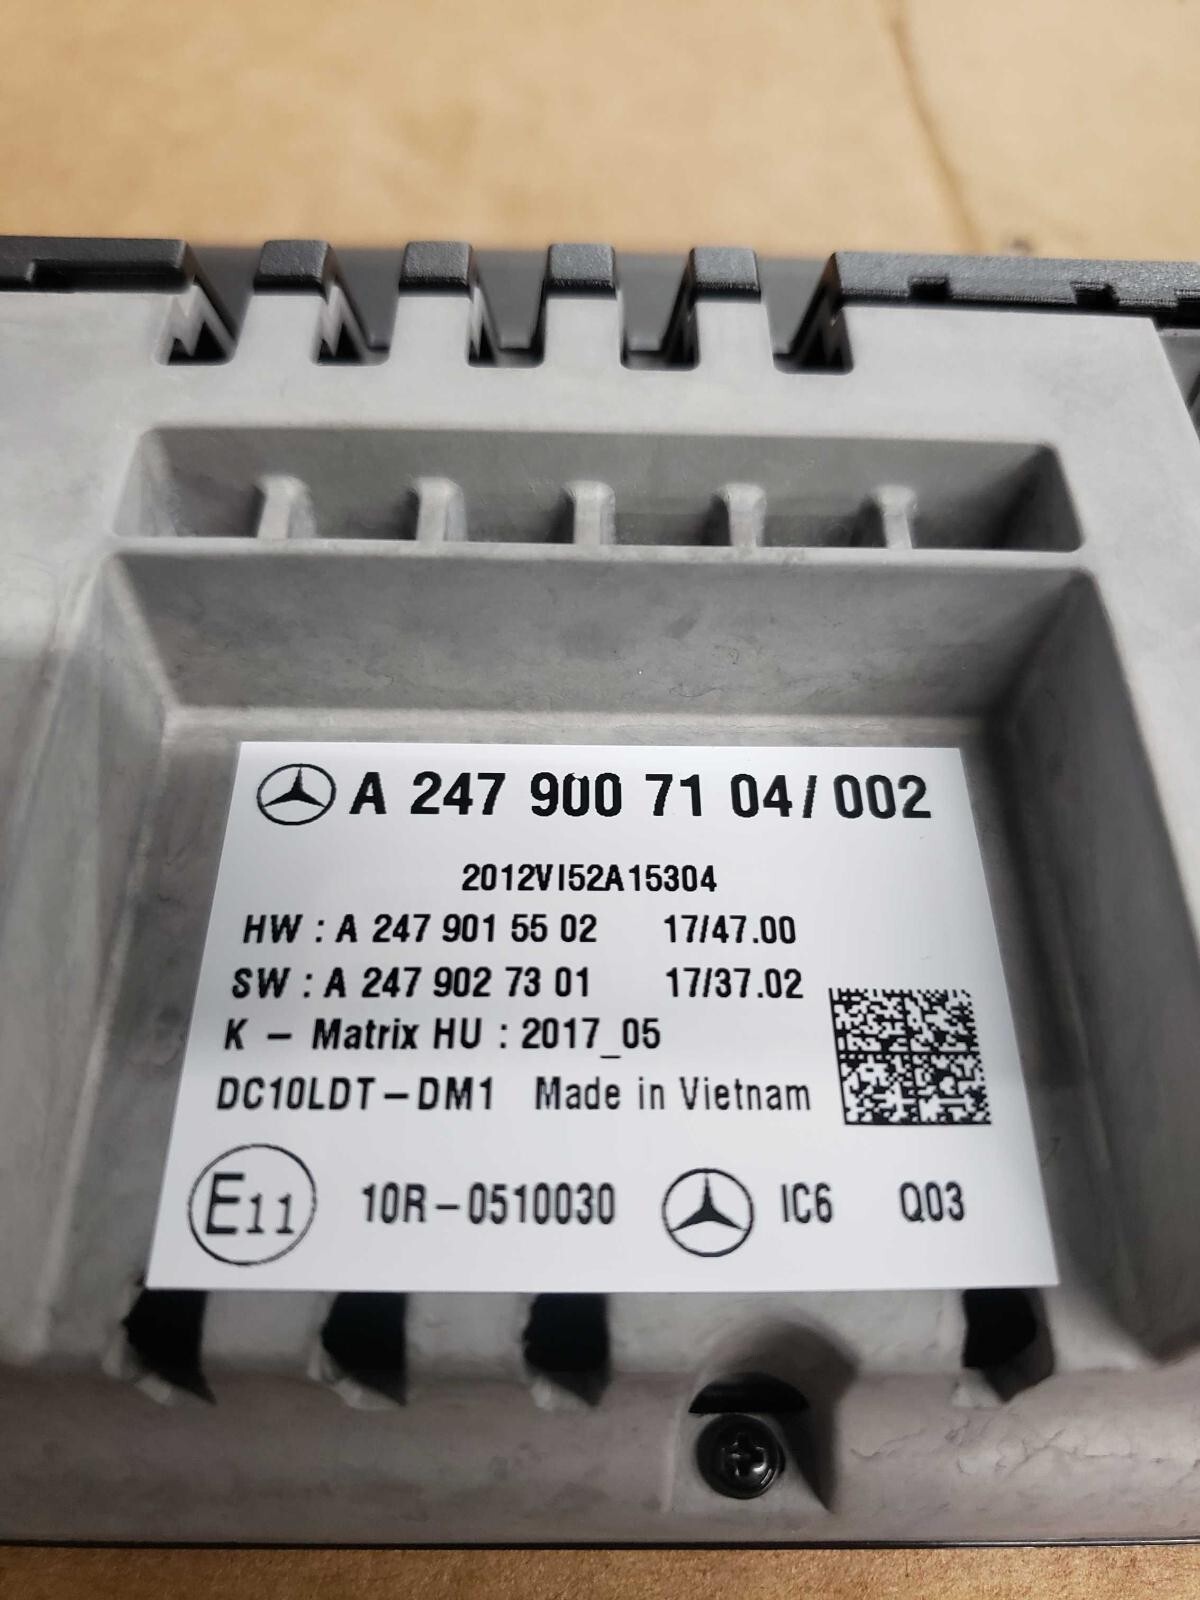 A 247 900 71 04/002
2012VI52A15304
HW : A 247 901 55 02 17/47.00
SW : A 247 902 73 01 17/37.02
K - Matrix HU : 2017_05
DC10LDT-DM1 Made in Vietnam
E11 10R-0510030 IC6 Q03